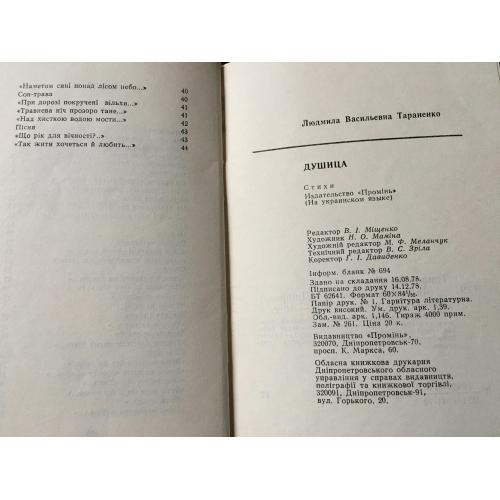 «Наметом сині понад лісом небо...» 40
Сон-трава 40
«При дорозі покручені вільхи...» 41
«Травнева ніч прозоро тане...» 41
«Над хисткою водою мости...» 42
Пісня 43
«Що рік для вічності?..» 43
«Так жити хочеться й любить...» 44
Людмила Васильевна Тараненко
ДУШИЦА
Стихи
Издательство «Промінь»
(На украинском языке)
Редактор В. І. Міщенко
Художник Н. О. Маміна
Художній редактор М. Ф. Меланчук
Технічний редактор В. С. Зріла
Коректор Г. І. Давиденко
Інформ. бланк № 694
Здано на складання 16.08.78.
Підписано до друку 14.12.78.
БТ 62641. Формат 60×84¹/₃₂.
Папір друк. № 1. Гарнітура літературна.
Друк високий. Ум. друк. арк. 1,39.
Обл.-вид. арк. 1,146. Тираж 4000 прим.
Зам. № 261. Ціна 20 к.
Видавництво «Промінь»
320070, Дніпропетровськ-70,
просп. К. Маркса, 60.
Обласна книжкова друкарня
Дніпропетровського обласного
управління у справах видавництв,
поліграфії та книжкової торгівлі,
320091, Дніпропетровськ-91,
вул. Горького, 20.